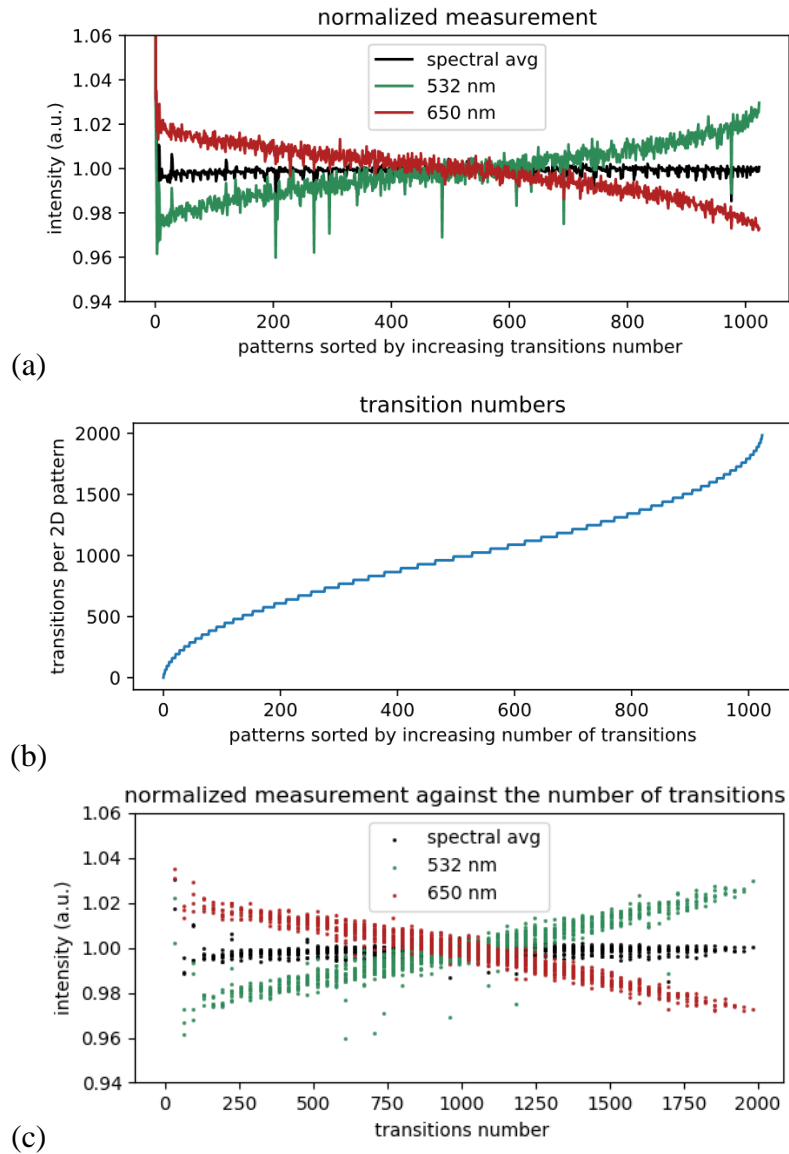 normalized measurement
1.06
1.04
1.02
1.00
0.98
0.96
0.94
intensity (a.u.)
spectral avg
532 nm
650 nm
0 200 400 600 800 1000
patterns sorted by increasing transitions number
(a)
transition numbers
2000
1500
1000
500
0
transitions per 2D pattern
0 200 400 600 800 1000
patterns sorted by increasing number of transitions
(b)
normalized measurement against the number of transitions
1.06
1.04
1.02
1.00
0.98
0.96
0.94
intensity (a.u.)
spectral avg
532 nm
650 nm
0 250 500 750 1000 1250 1500 1750 2000
transitions number
(c)